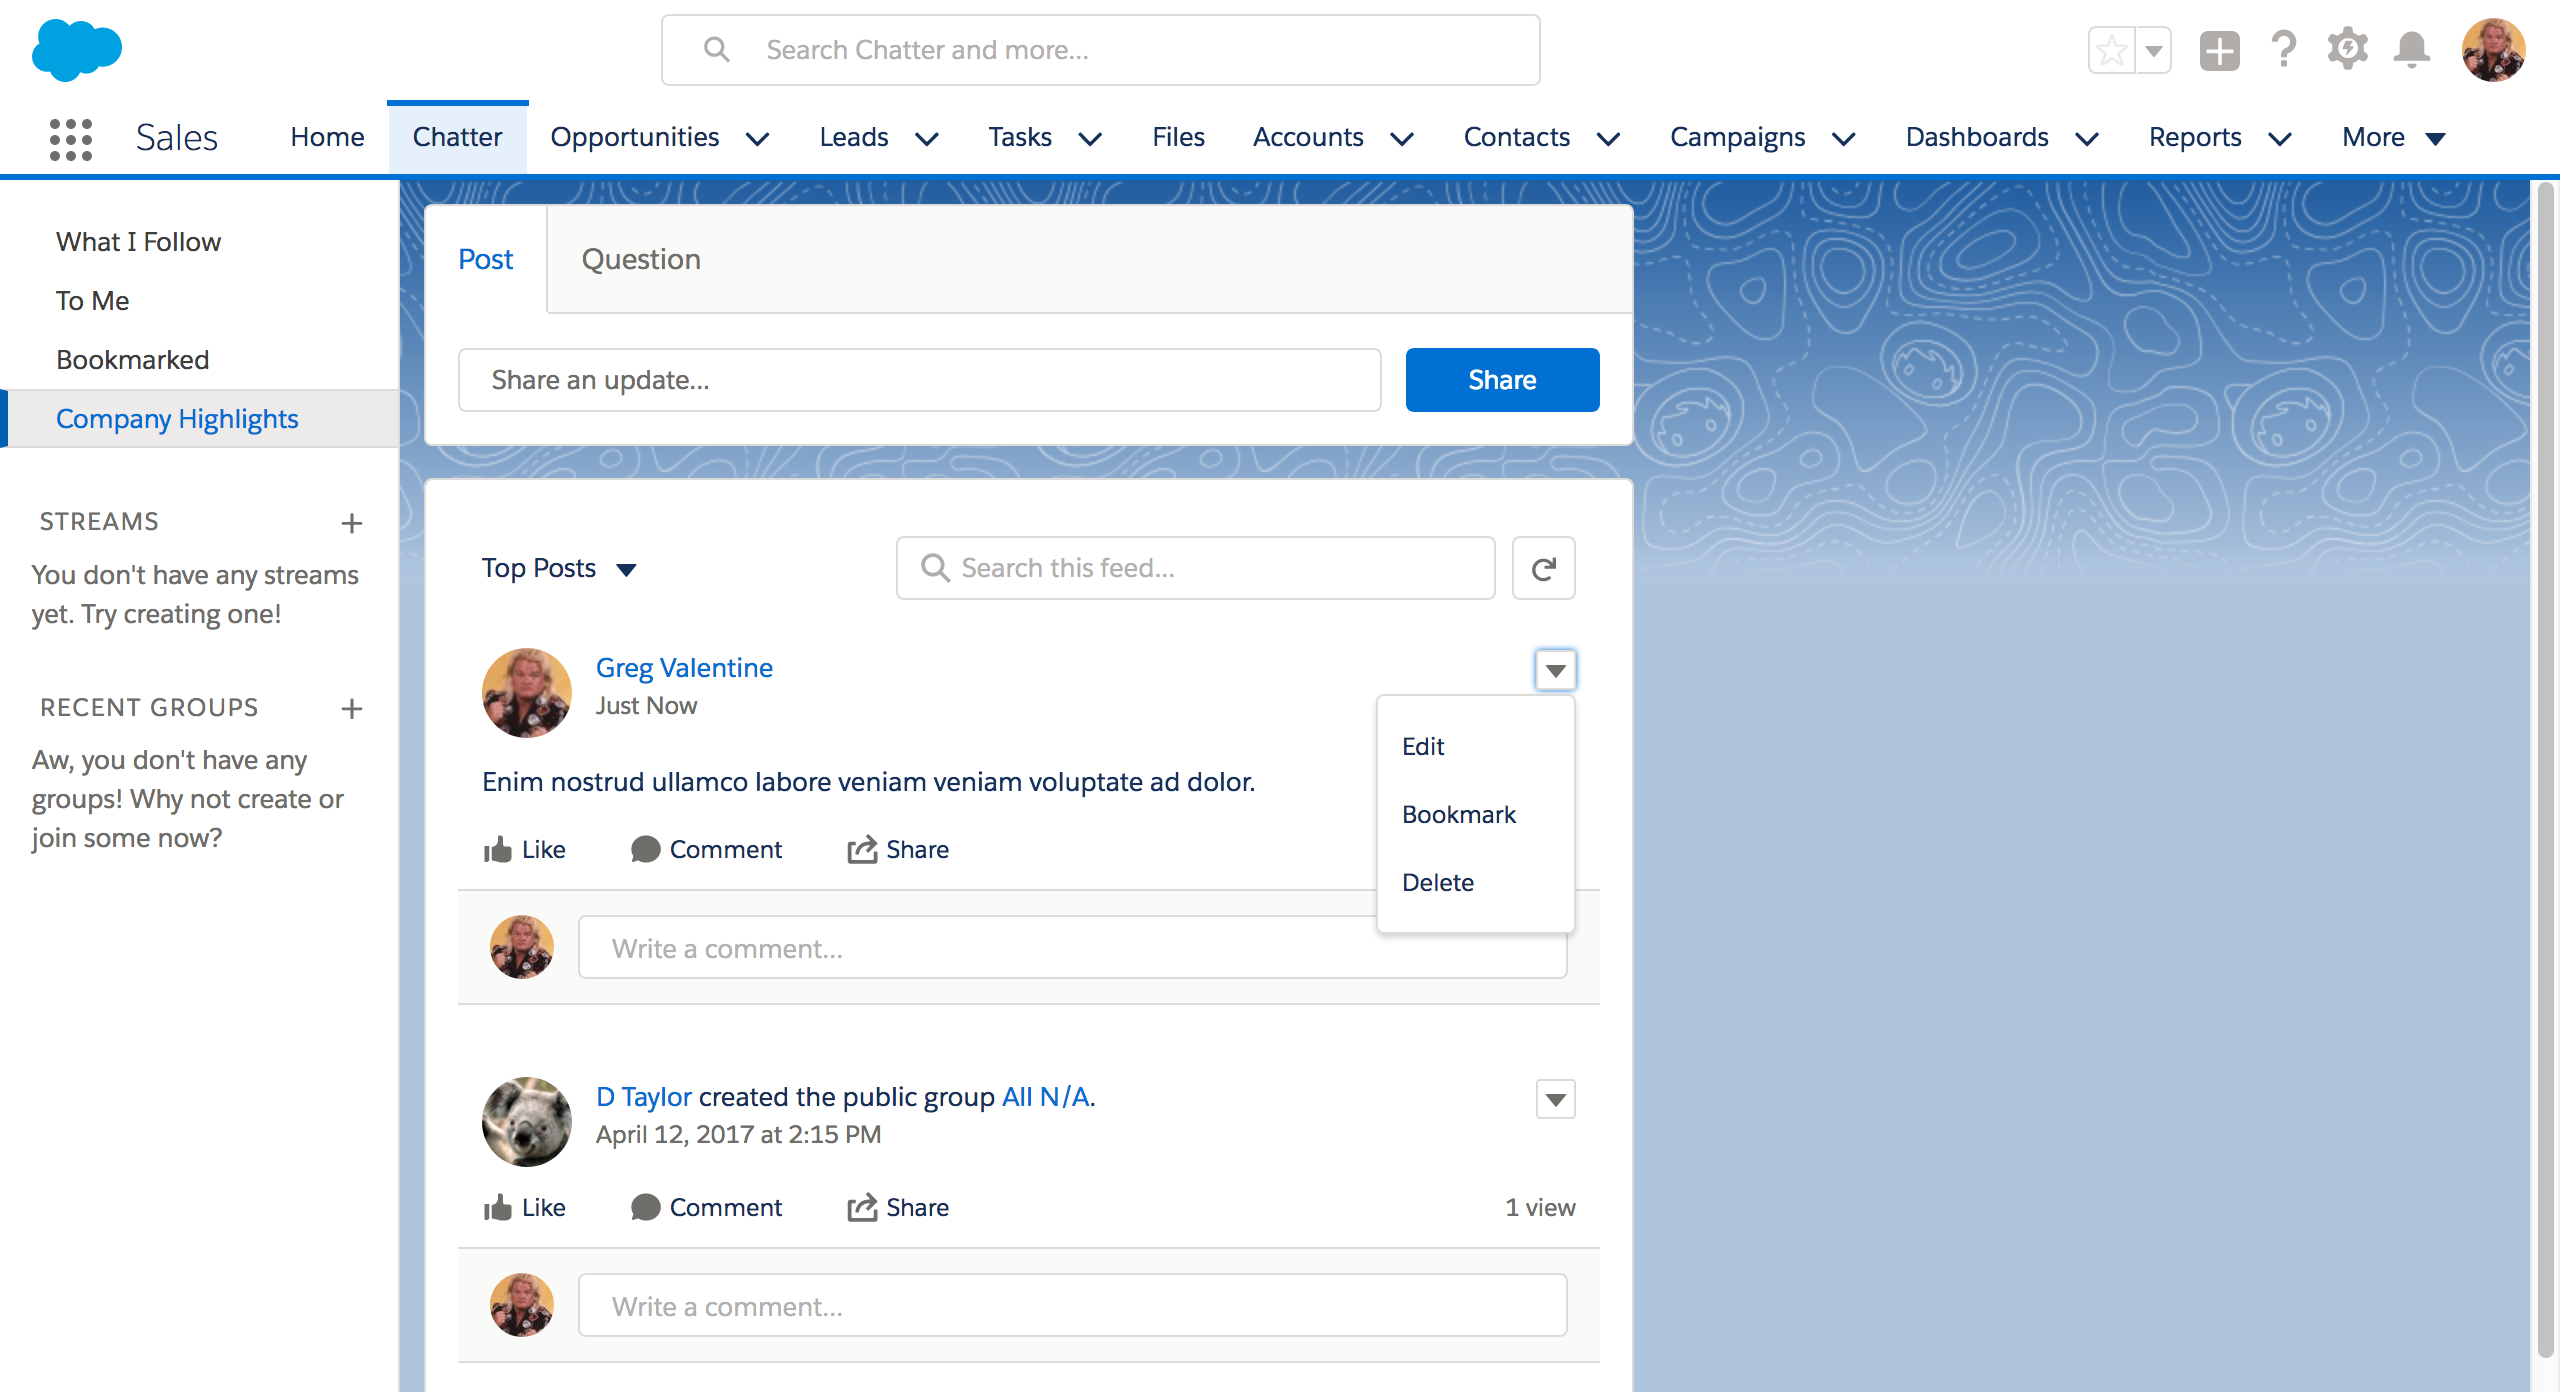 Search Chatter and more...
Sales
Home
Chatter
Opportunities
Leads
Tasks
Files
Accounts
Contacts
Campaigns
Dashboards
Reports
More
What I Follow
To Me
Bookmarked
Company Highlights
STREAMS
You don't have any streams
yet. Try creating one!
RECENT GROUPS
Aw, you don't have any
groups! Why not create or
join some now?
Post
Question
Share an update...
Share
Top Posts
Search this feed...
Greg Valentine
Just Now
Edit
Bookmark
Delete
Enim nostrud ullamco labore veniam veniam voluptate ad dolor.
Like
Comment
Share
Write a comment...
D Taylor created the public group All N/A.
April 12, 2017 at 2:15 PM
Like
Comment
Share
1 view
Write a comment...